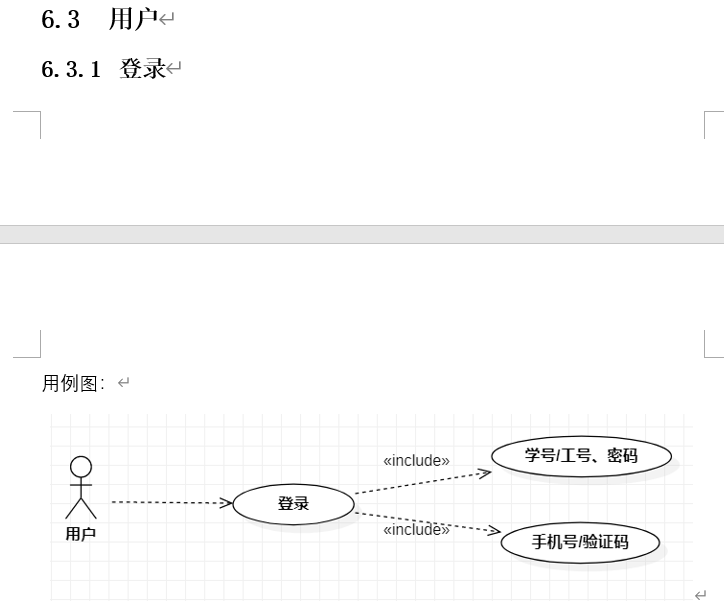 6.3 用户
6.3.1 登录
用例图：
«include»
学号/工号、密码
登录
用户
«include»
手机号/验证码